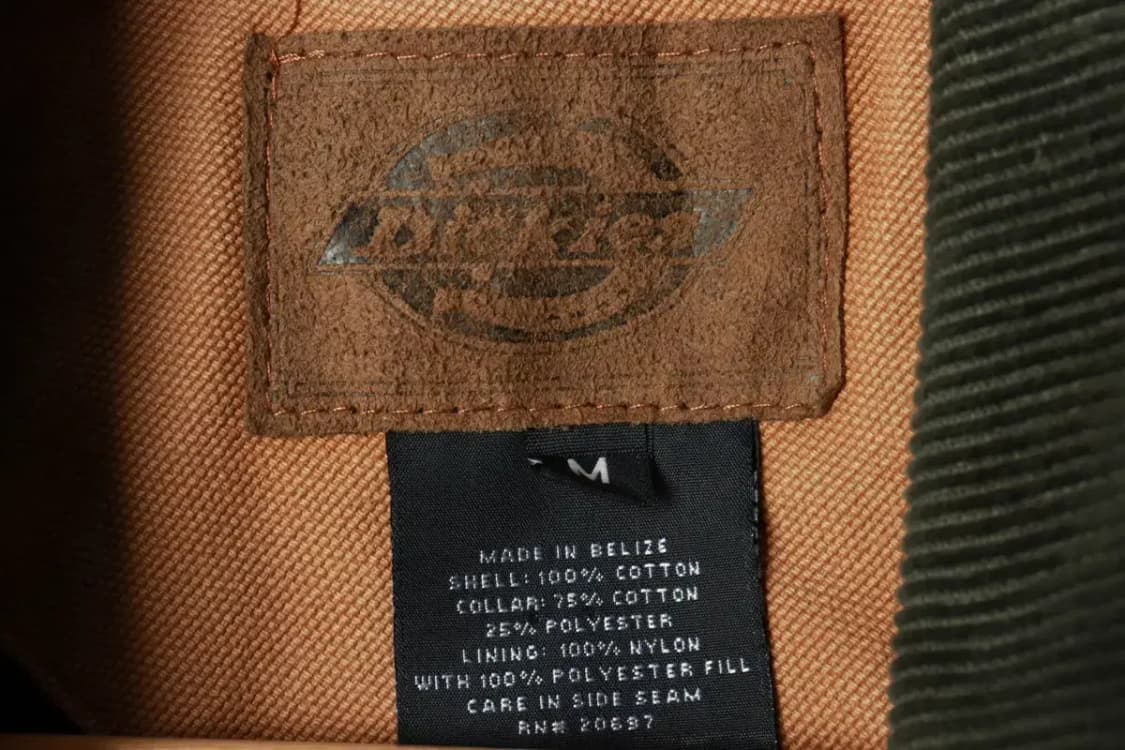 Dickies
M
MADE IN BELIZE
SHELL: 100% COTTON
COLLAR: 75% COTTON
25% POLYESTER
LINING: 100% NYLON
WITH 100% POLYESTER FILL
CARE IN SIDE SEAM
RN# 20697